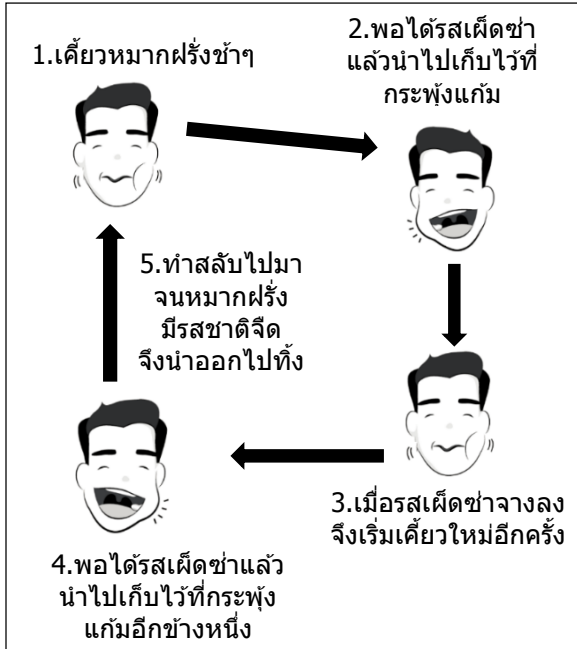 1.เคี้ยวหมากฝรั่งช้าๆ
2.พอได้รสเผ็ดซ่า
แล้วนำไปเก็บไว้ที่
กระพุ้งแก้ม
3.เมื่อรสเผ็ดซ่าจางลง
จึงเริ่มเคี้ยวใหม่อีกครั้ง
4.พอได้รสเผ็ดซ่าแล้ว
นำไปเก็บไว้ที่กระพุ้ง
แก้มอีกข้างหนึ่ง
5.ทำสลับไปมา
จนหมากฝรั่ง
มีรสชาติจืด
จึงนำออกไปทิ้ง